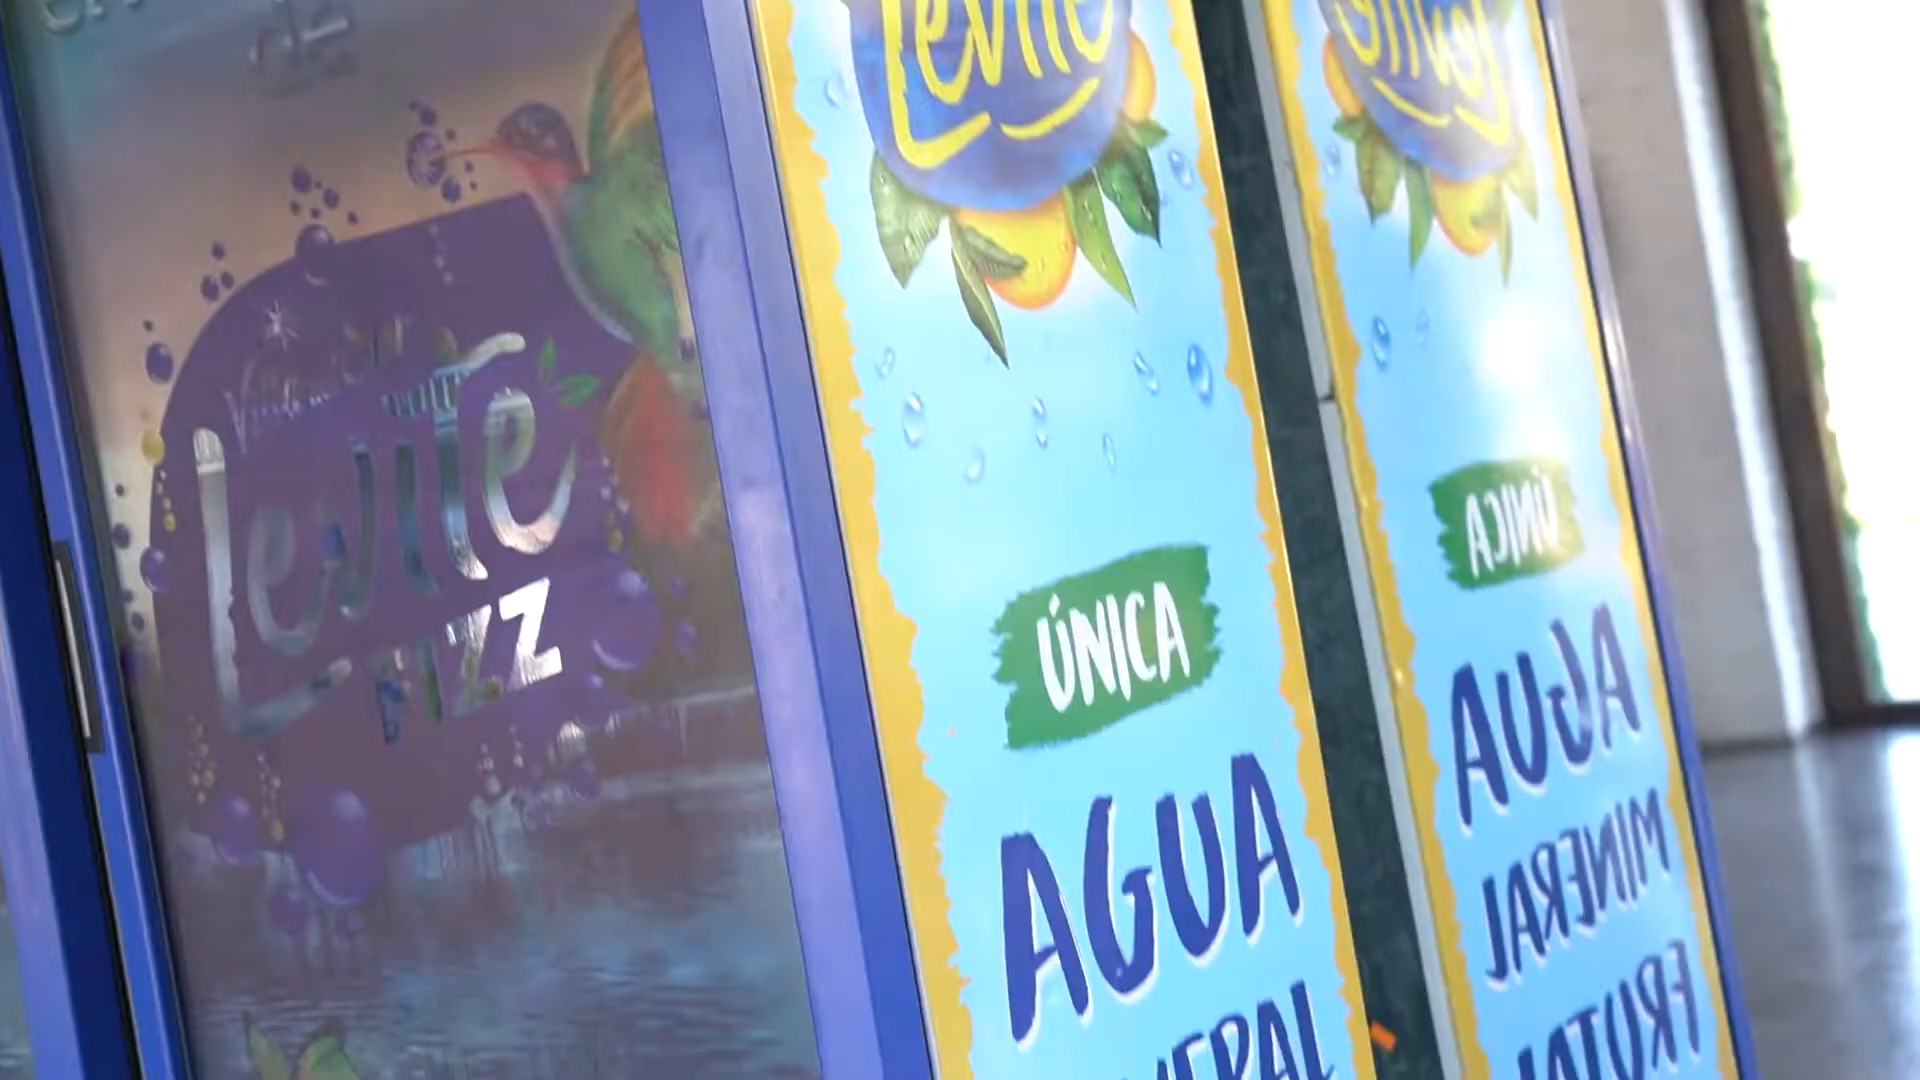 Levité
Levité
FIZZ
Levité
ÚNICA
AGUA
ÚNICA
AGUA
MINERAL
FRUTAL